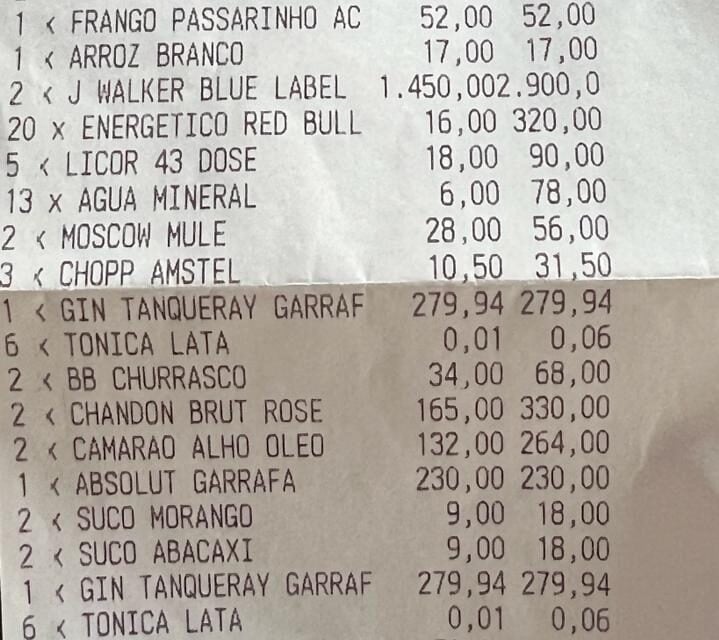 1 < FRANGO PASSARINHO AC 52,00 52,00
1 < ARROZ BRANCO 17,00 17,00
2 < J WALKER BLUE LABEL 1.450,002.900,0
20 x ENERGETICO RED BULL 16,00 320,00
5 < LICOR 43 DOSE 18,00 90,00
13 x AGUA MINERAL 6,00 78,00
2 < MOSCOW MULE 28,00 56,00
3 < CHOPP AMSTEL 10,50 31,50
1 < GIN TANQUERAY GARRAF 279,94 279,94
6 < TONICA LATA 0,01 0,06
2 < BB CHURRASCO 34,00 68,00
2 < CHANDON BRUT ROSE 165,00 330,00
2 < CAMARAO ALHO OLEO 132,00 264,00
1 < ABSOLUT GARRAFA 230,00 230,00
2 < SUCO MORANGO 9,00 18,00
2 < SUCO ABACAXI 9,00 18,00
1 < GIN TANQUERAY GARRAF 279,94 279,94
6 < TONICA LATA 0,01 0,06